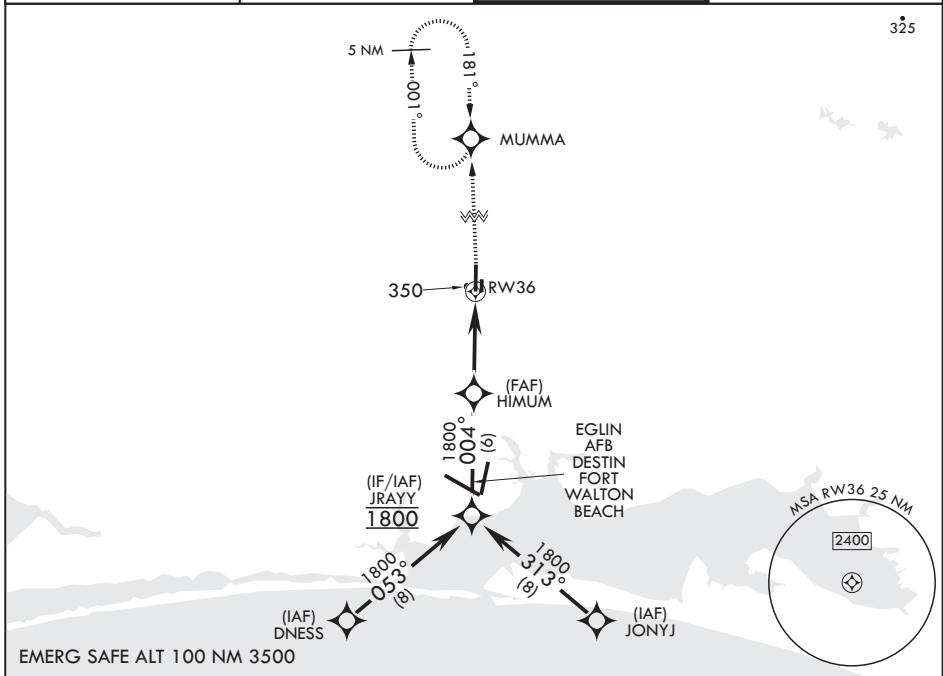 325
5 NM
181°
001°
MUMMA
350
RW36
(FAF)
HIMUM
1800
004°
(6)
EGLIN
AFB
DESTIN
FORT
WALTON
BEACH
(IF/IAF)
JRAYY
1800
MSA RW36 25 NM
2400
1800
053°
(8)
1800
313°
(8)
(IAF)
DNESS
(IAF)
JONYJ
EMERG SAFE ALT 100 NM 3500